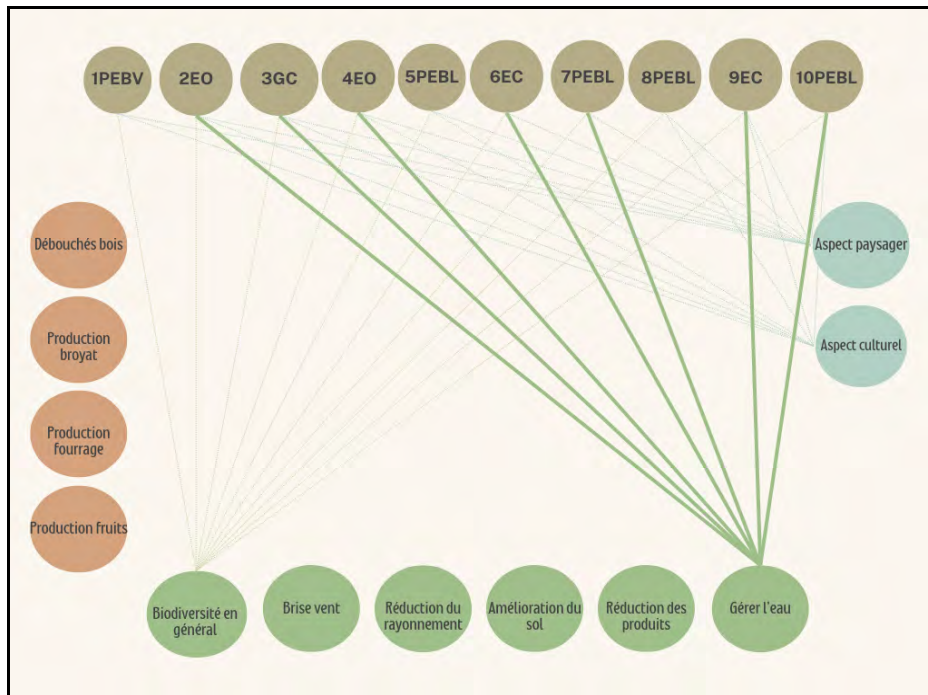 1PEBV
2EO
3GC
4EO
5PEBL
6EC
7PEBL
8PEBL
9EC
10PEBL
Débouchés bois
Production
broyat
Production
fourrage
Production fruits
Aspect paysager
Aspect culturel
Biodiversité en
général
Brise vent
Réduction du
rayonnement
Amélioration du
sol
Réduction des
produits
Gérer l'eau